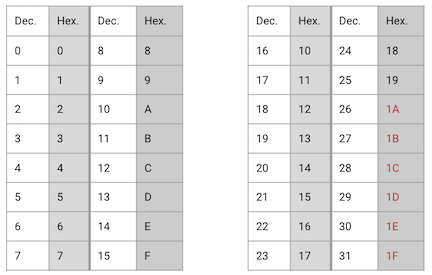 Dec. Hex. Dec. Hex.
0 0 8 8
1 1 9 9
2 2 10 A
3 3 11 B
4 4 12 C
5 5 13 D
6 6 14 E
7 7 15 F
Dec. Hex. Dec. Hex.
16 10 24 18
17 11 25 19
18 12 26 1A
19 13 27 1B
20 14 28 1C
21 15 29 1D
22 16 30 1E
23 17 31 1F